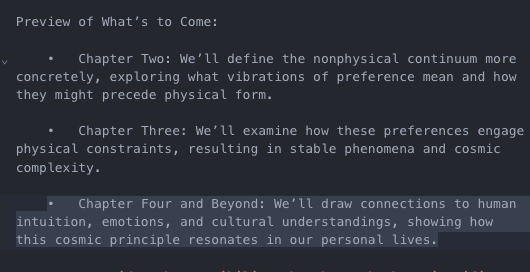 Preview of What’s to Come:
• Chapter Two: We’ll define the nonphysical continuum more
concretely, exploring what vibrations of preference mean and how
they might precede physical form.
• Chapter Three: We’ll examine how these preferences engage
physical constraints, resulting in stable phenomena and cosmic
complexity.
• Chapter Four and Beyond: We’ll draw connections to human
intuition, emotions, and cultural understandings, showing how
this cosmic principle resonates in our personal lives.